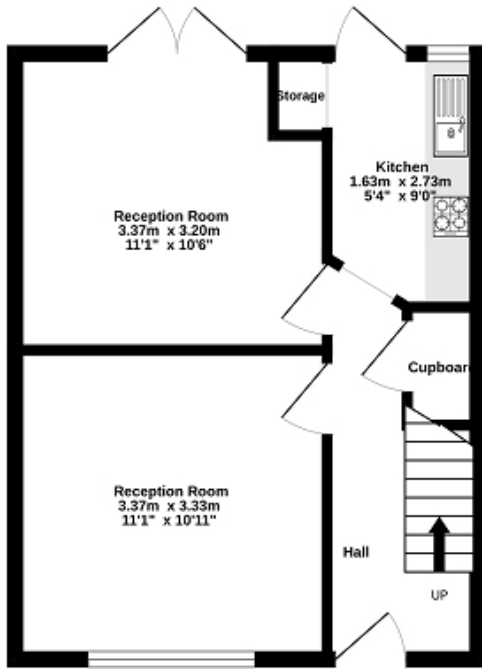 Storage
Kitchen
1.63m x 2.73m
5'4" x 9'0"
Reception Room
3.37m x 3.20m
11'1" x 10'6"
Cupboard
Reception Room
3.37m x 3.33m
11'1" x 10'11"
Hall
UP